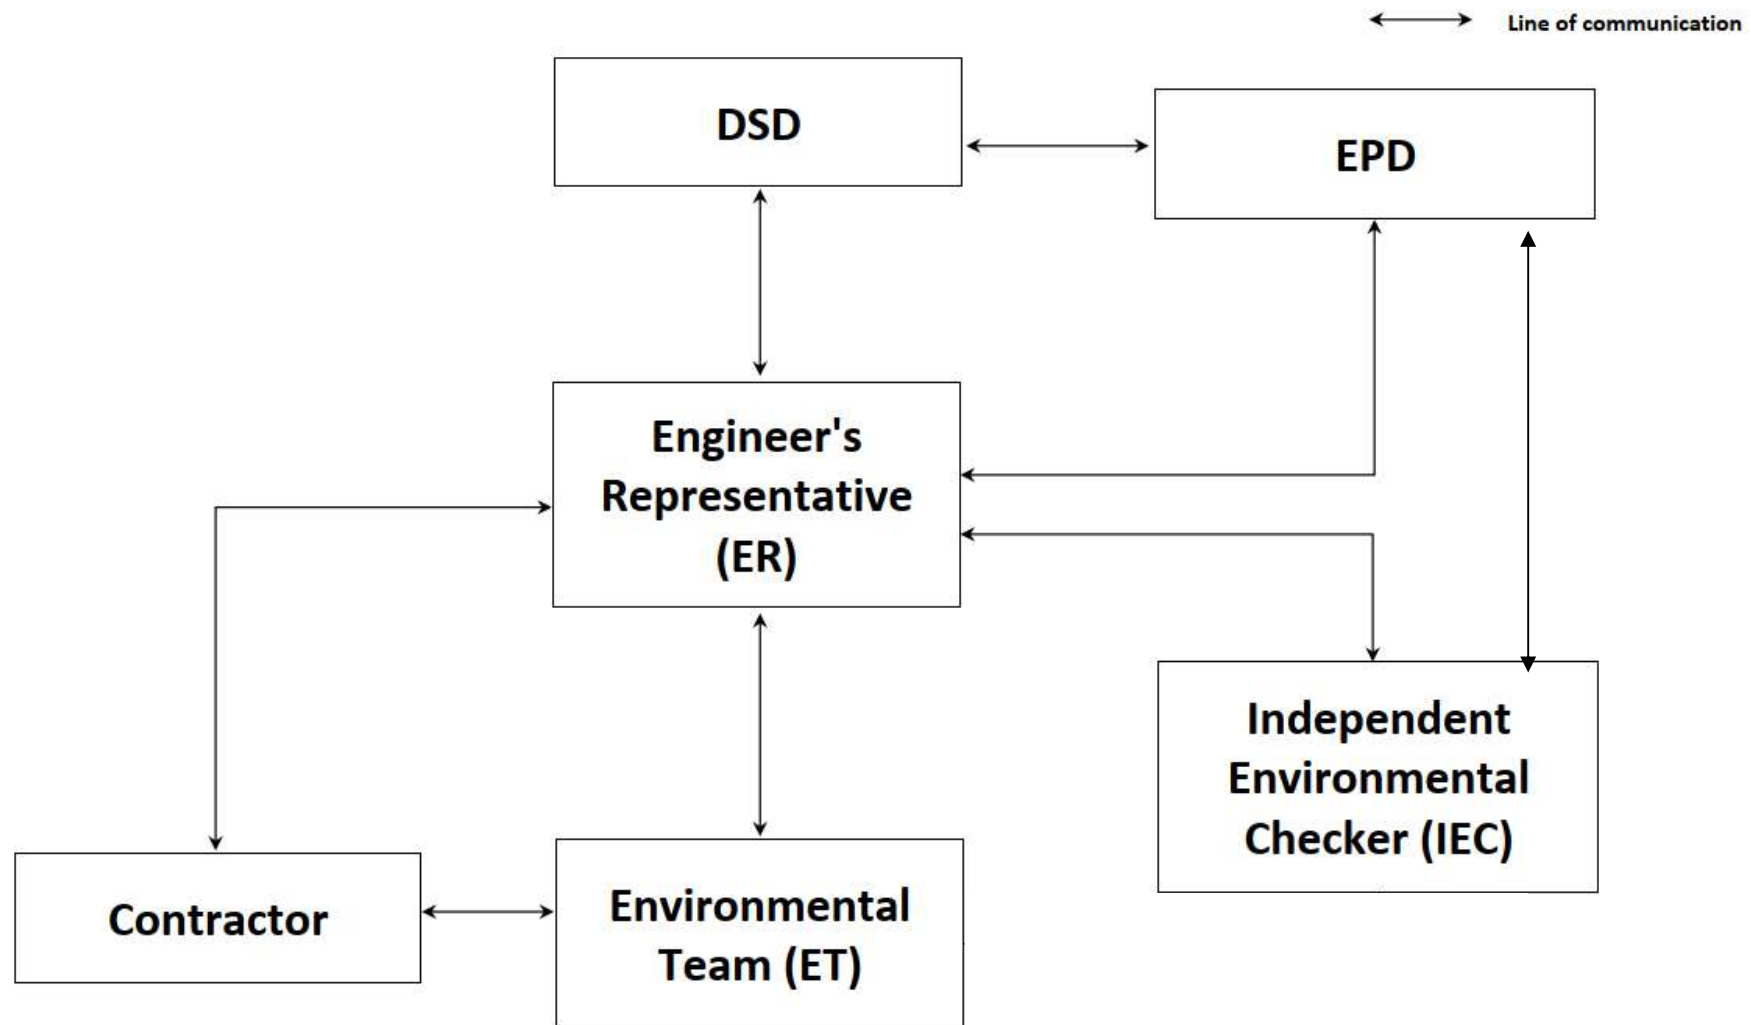 Line of communication
DSD
EPD
Engineer's
Representative
(ER)
Independent
Environmental
Checker (IEC)
Contractor
Environmental
Team (ET)